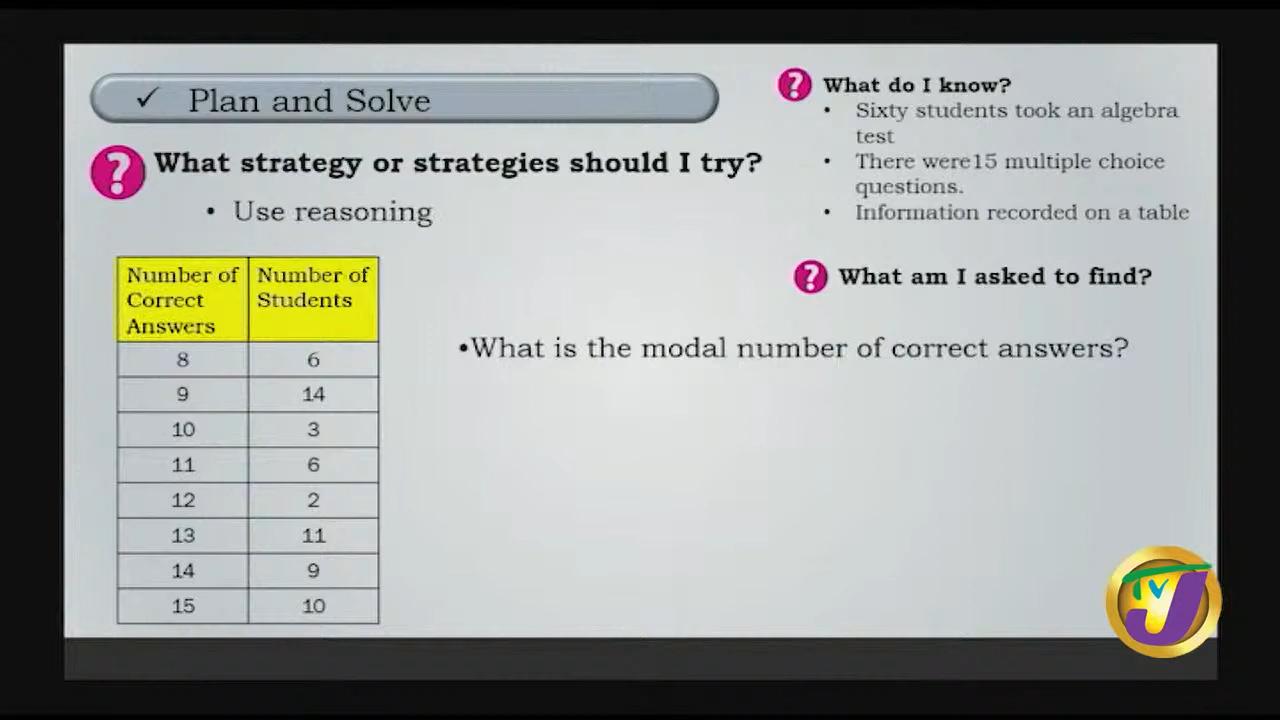 ✓ Plan and Solve
? What strategy or strategies should I try?
• Use reasoning
Number of Correct Answers Number of Students
8 6
9 14
10 3
11 6
12 2
13 11
14 9
15 10
? What do I know?
• Sixty students took an algebra
test
• There were15 multiple choice
questions.
• Information recorded on a table
? What am I asked to find?
•What is the modal number of correct answers?
TVJ